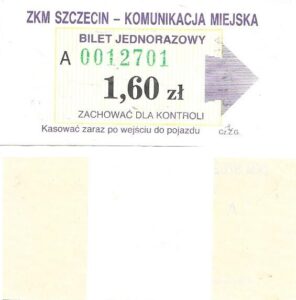 ZKM SZCZECIN – KOMUNIKACJA MIEJSKA
BILET JEDNORAZOWY
A 0012701
1,60 zł
ZACHOWAĆ DLA KONTROLI
Kasować zaraz po wejściu do pojazdu